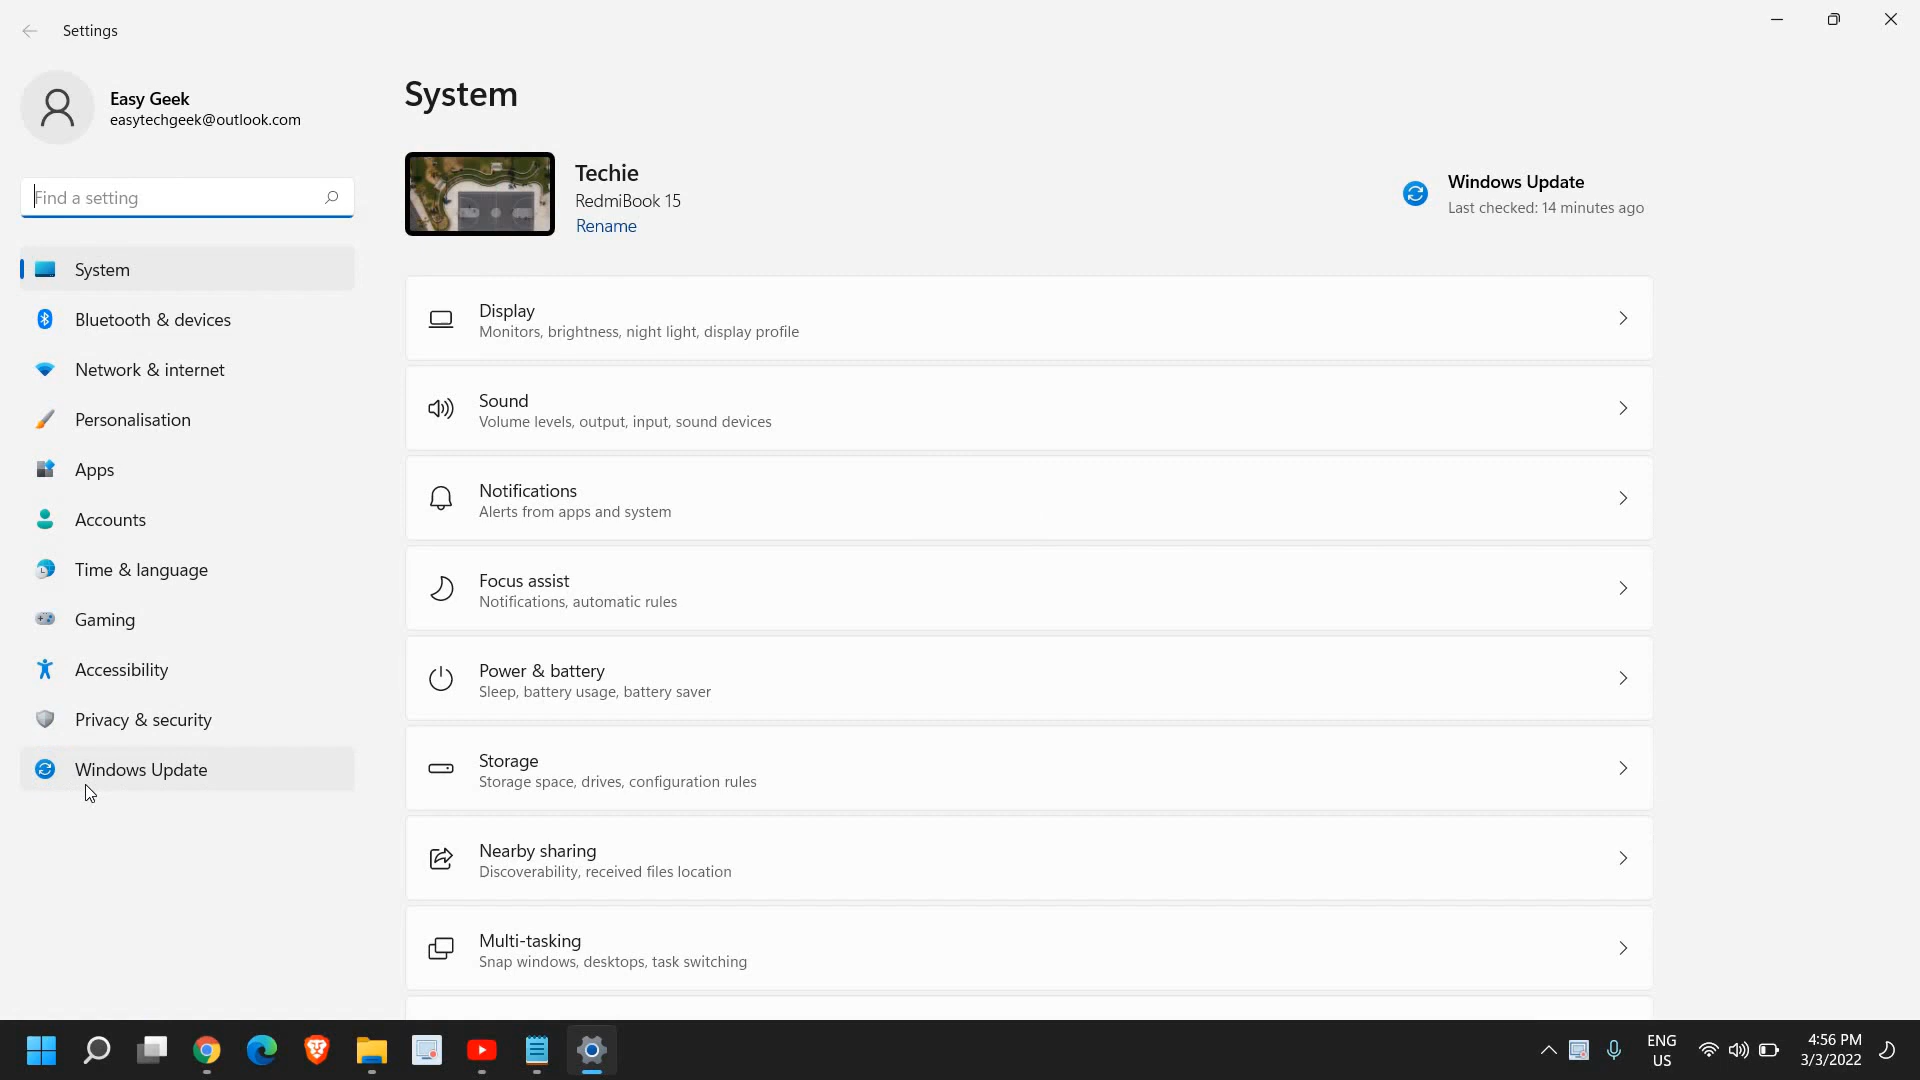 Settings
Easy Geek
easytechgeek@outlook.com
Find a setting
System
Bluetooth & devices
Network & internet
Personalisation
Apps
Accounts
Time & language
Gaming
Accessibility
Privacy & security
Windows Update
System
Techie
RedmiBook 15
Rename
Windows Update
Last checked: 14 minutes ago
Display
Monitors, brightness, night light, display profile
Sound
Volume levels, output, input, sound devices
Notifications
Alerts from apps and system
Focus assist
Notifications, automatic rules
Power & battery
Sleep, battery usage, battery saver
Storage
Storage space, drives, configuration rules
Nearby sharing
Discoverability, received files location
Multi-tasking
Snap windows, desktops, task switching
ENG
US
4:56 PM
3/3/2022